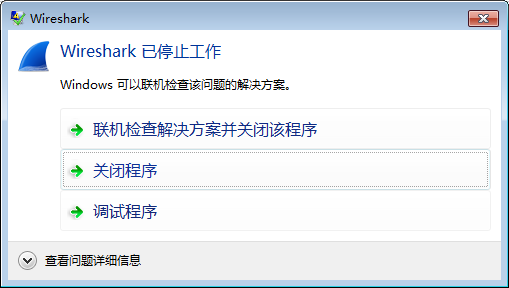 Wireshark
Wireshark 已停止工作
Windows 可以联机检查该问题的解决方案。
联机检查解决方案并关闭该程序
关闭程序
调试程序
查看问题详细信息